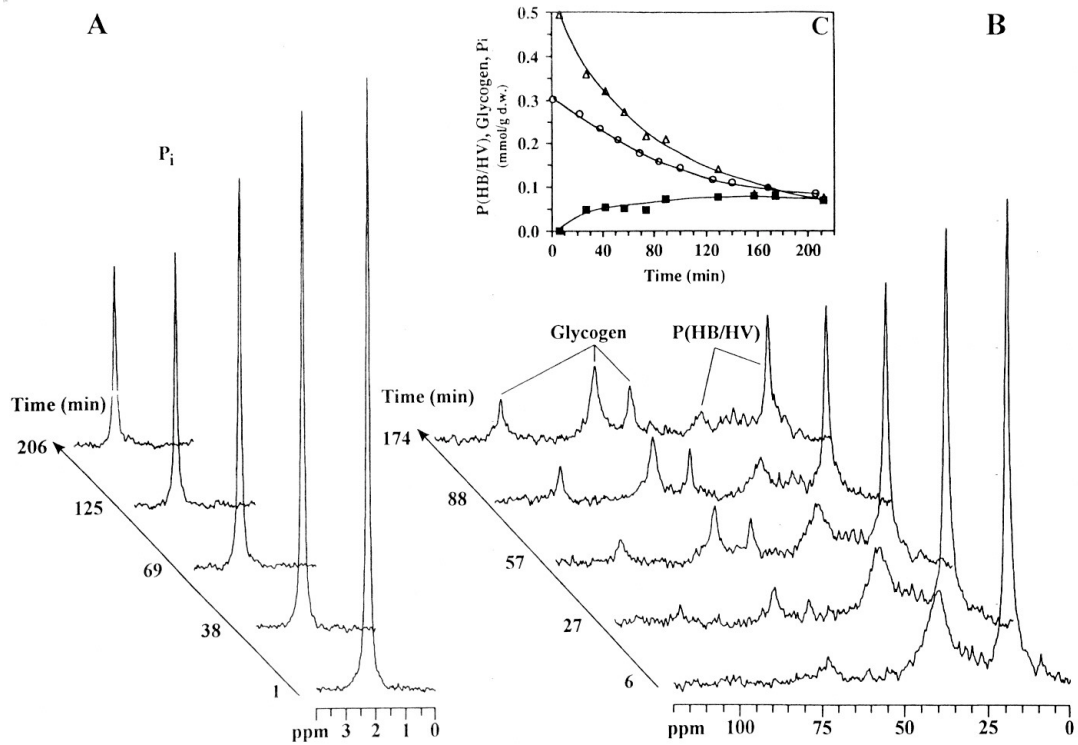 A
P_i
Time (min)
206
125
69
38
1
ppm 3 2 1 0
C
P(HB/HV), Glycogen, Pi
(mmol/g d.w.)
0.5
0.4
0.3
0.2
0.1
0.0
0 40 80 120 160 200
Time (min)
B
Glycogen
P(HB/HV)
Time (min)
174
88
57
27
6
ppm 100 75 50 25 0